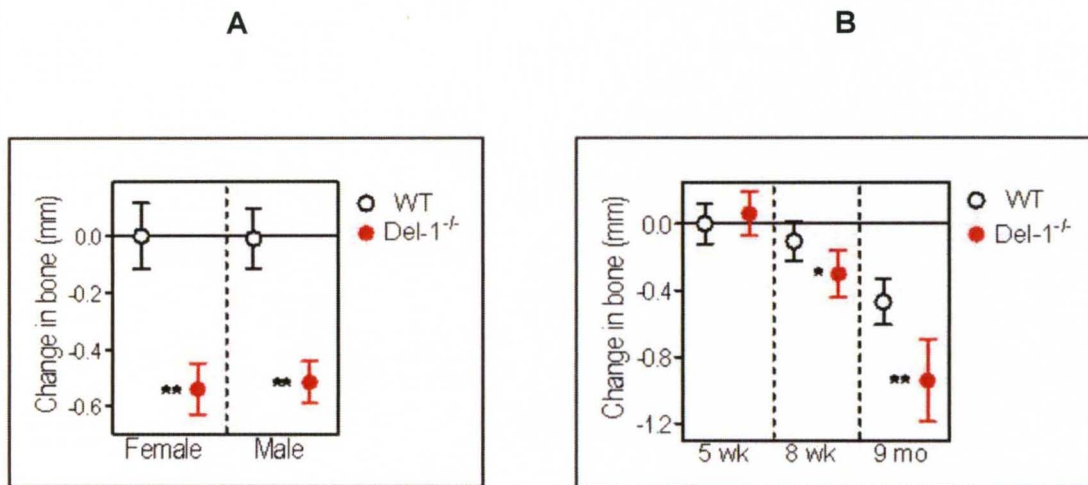 A
B
Change in bone (mm)
0.0
-0.2
-0.4
-0.6
**
**
Female
Male
WT
Del-1-/-
Change in bone (mm)
0.0
-0.4
-0.8
-1.2
*
**
5 wk
8 wk
9 mo
WT
Del-1-/-